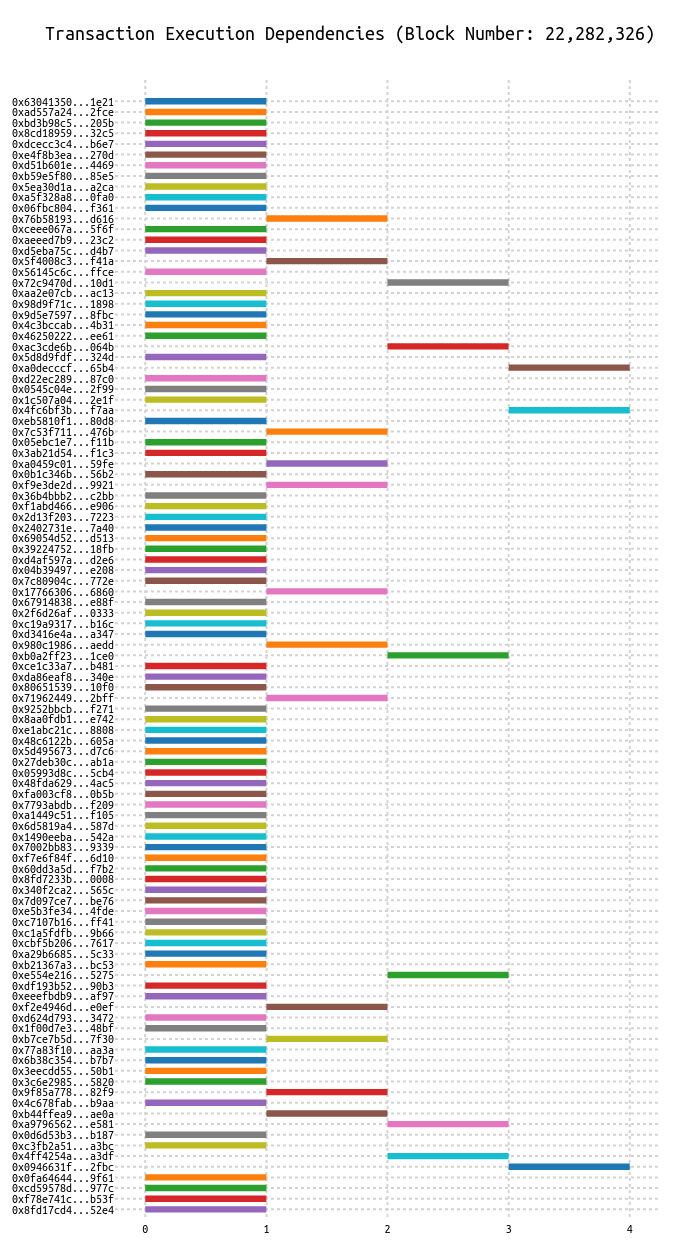 Transaction Execution Dependencies (Block Number: 22,282,326)
0x63041350...1e21
0xad557a24...2fce
0xbd3b98c5...205b
0x8cd18959...32c5
0xdcecc3c4...b6e7
0xe4f8b3ea...270d
0xd51b601e...4469
0xb59e5f80...85e5
0x5ea30d1a...a2ca
0xa5f328a8...0fa0
0x06fbc804...f361
0x76b58193...d616
0xceee067a...5f6f
0xaeeed7b9...23c2
0xd5eba75c...d4b7
0x5f4008c3...f41a
0x56145c6c...ffce
0x72c9470d...10d1
0xaa2e07cb...ac13
0x98d9f71c...1898
0x9d5e7597...8fbc
0x4c3bccab...4b31
0x46250222...ee61
0xac3cde6b...064b
0x5d8d9fdf...324d
0xa0decccf...65b4
0xd22ec289...87c0
0x0545c04e...2f99
0x1c507a04...2e1f
0x4fc6bf3b...f7aa
0xeb5810f1...80d8
0x7c53f711...476b
0x05ebc1e7...f11b
0x3ab21d54...f1c3
0xa0459c01...59fe
0x0b1c346b...56b2
0xf9e3de2d...9921
0x36b4bbb2...c2bb
0xf1abd466...e906
0x2d13f203...7223
0x2402731e...7a40
0x69054d52...d513
0x39224752...18fb
0xd4af597a...d2e6
0x04b39497...e208
0x7c80904c...772e
0x17766306...6860
0x67914838...e88f
0x2f6d26af...0333
0xc19a9317...b16c
0xd3416e4a...a347
0x980c1986...aedd
0xb0a2ff23...1ce0
0xce1c33a7...b481
0xda86eaf8...340e
0x80651539...10f0
0x71962449...2bff
0x9252bbcb...f271
0x8aa0fdb1...e742
0xe1abc21c...8808
0x48c6122b...605a
0x5d495673...d7c6
0x27deb30c...ab1a
0x05993d8c...5cb4
0x48fda629...4ac5
0xfa003cf8...0b5b
0x7793abdb...f209
0xa1449c51...f105
0x6d5819a4...587d
0x1490eeba...542a
0x7002bb83...9339
0xf7e6f84f...6d10
0x60dd3a5d...f7b2
0x8fd7233b...0008
0x340f2ca2...565c
0x7d097ce7...be76
0xe5b3fe34...4fde
0xc7107b16...ff41
0xc1a5fdfb...9b66
0xcbf5b206...7617
0xa29b6685...5c33
0xb21367a3...bc53
0xe554e216...5275
0xdf193b52...90b3
0xeeefbdb9...af97
0xf2e4946d...e0ef
0xd624d793...3472
0x1f00d7e3...48bf
0xb7ce7b5d...7f30
0x77a83f10...aa3a
0x6b38c354...b7b7
0x3eecdd55...50b1
0x3c6e2985...5820
0x9f85a778...82f9
0x4c678fab...b9aa
0xb44ffea9...ae0a
0xa9796562...e581
0x0d6d53b3...b187
0xc3fb2a51...a3bc
0x4ff4254a...a3df
0x0946631f...2fbc
0x0fa64644...9f61
0xcd59578d...977c
0xf78e741c...b53f
0x8fd17cd4...52e4
0 1 2 3 4